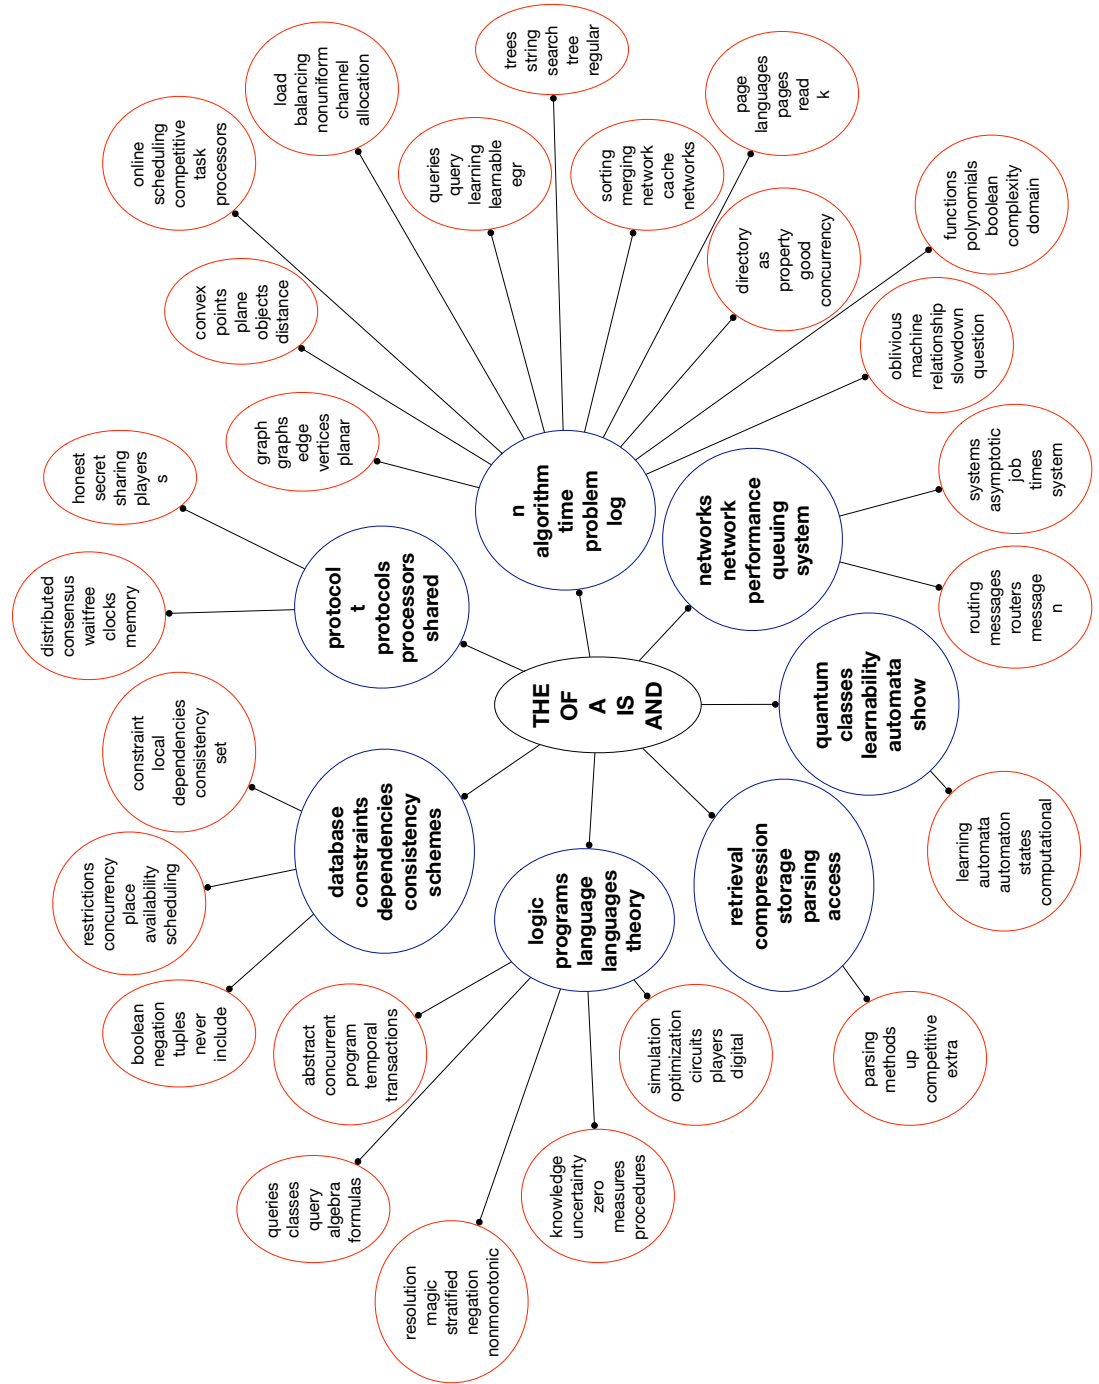 THE
OF
A
IS
AND
n
algorithm
time
problem
log
networks
network
performance
queuing
system
quantum
classes
learnability
automata
show
retrieval
compression
storage
parsing
access
logic
programs
language
languages
theory
database
constraints
dependencies
consistency
schemes
protocol
t
protocols
processors
shared
honest
secret
sharing
players
s
distributed
consensus
waitfree
clocks
memory
constraint
local
dependencies
consistency
set
restrictions
concurrency
place
availability
scheduling
boolean
negation
tuples
never
include
abstract
concurrent
program
temporal
transactions
queries
classes
query
algebra
formulas
resolution
magic
stratified
negation
nonmonotonic
knowledge
uncertainty
zero
measures
procedures
simulation
optimization
circuits
players
digital
parsing
methods
up
competitive
extra
learning
automata
automaton
states
computational
routing
messages
routers
message
n
systems
asymptotic
job
times
system
oblivious
machine
relationship
slowdown
question
functions
polynomials
boolean
complexity
domain
directory
as
property
good
concurrency
page
languages
pages
read
k
sorting
merging
network
cache
networks
trees
string
search
tree
regular
queries
query
learning
learnable
egr
load
balancing
nonuniform
channel
allocation
online
scheduling
competitive
task
processors
convex
points
plane
objects
distance
graph
graphs
edge
vertices
planar